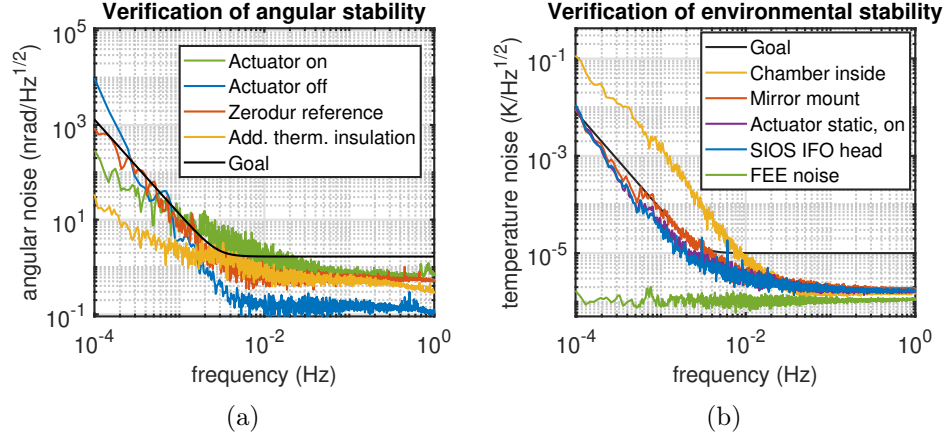 Verification of angular stability
angular noise (nrad/Hz^1/2)
10^5
10^3
10^1
10^-1
Actuator on
Actuator off
Zerodur reference
Add. therm. insulation
Goal
10^-4
10^-2
10^0
frequency (Hz)
(a)
Verification of environmental stability
temperature noise (K/Hz^1/2)
10^-1
10^-3
10^-5
Goal
Chamber inside
Mirror mount
Actuator static, on
SIOS IFO head
FEE noise
10^-4
10^-2
10^0
frequency (Hz)
(b)